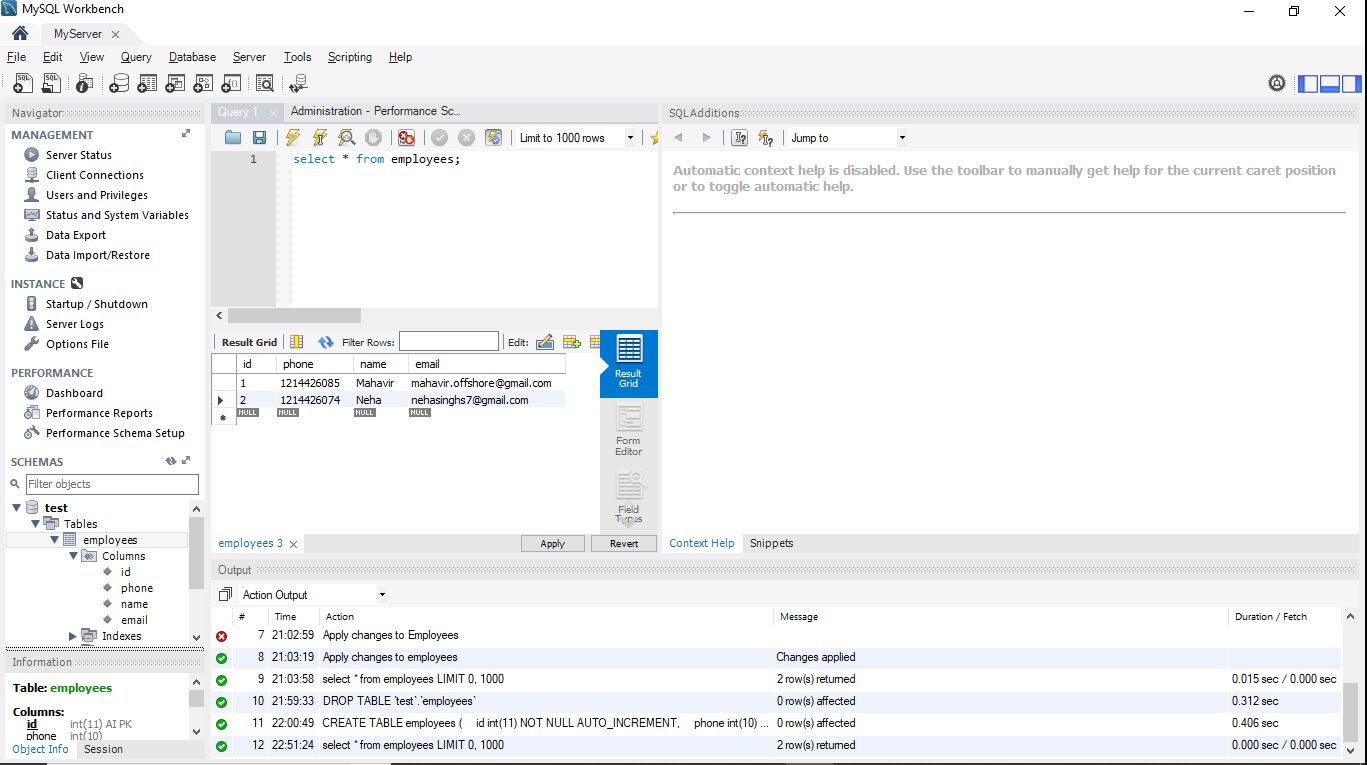 MySQL Workbench
MyServer
File Edit View Query Database Server Tools Scripting Help
Navigator
MANAGEMENT
Server Status
Client Connections
Users and Privileges
Status and System Variables
Data Export
Data Import/Restore
INSTANCE
Startup / Shutdown
Server Logs
Options File
PERFORMANCE
Dashboard
Performance Reports
Performance Schema Setup
SCHEMAS
Filter objects
test
Tables
employees
Columns
id
phone
name
email
Indexes
Information
Table: employees
Columns:
id int(11) AI PK
phone int(10)
Object Info Session
Query 1 Administration - Performance Sc...
Limit to 1000 rows
1 select * from employees;
Result Grid Filter Rows: Edit:
id phone name email
1 1214426085 Mahavir mahavir.offshore@gmail.com
2 1214426074 Neha nehasinghs7@gmail.com
NULL NULL NULL NULL
Result
Grid
Form
Editor
Field
Types
employees 3 Apply Revert
SQLAdditions
Jump to
Automatic context help is disabled. Use the toolbar to manually get help for the current caret position
or to toggle automatic help.
Context Help Snippets
Output
Action Output
# Time Action Message Duration / Fetch
7 21:02:59 Apply changes to Employees
8 21:03:19 Apply changes to employees Changes applied
9 21:03:58 select * from employees LIMIT 0, 1000 2 row(s) returned 0.015 sec / 0.000 sec
10 21:59:33 DROP TABLE `test`.`employees` 0 row(s) affected 0.312 sec
11 22:00:49 CREATE TABLE employees ( id int(11) NOT NULL AUTO_INCREMENT, phone int(10) ... 0 row(s) affected 0.406 sec
12 22:51:24 select * from employees LIMIT 0, 1000 2 row(s) returned 0.000 sec / 0.000 sec